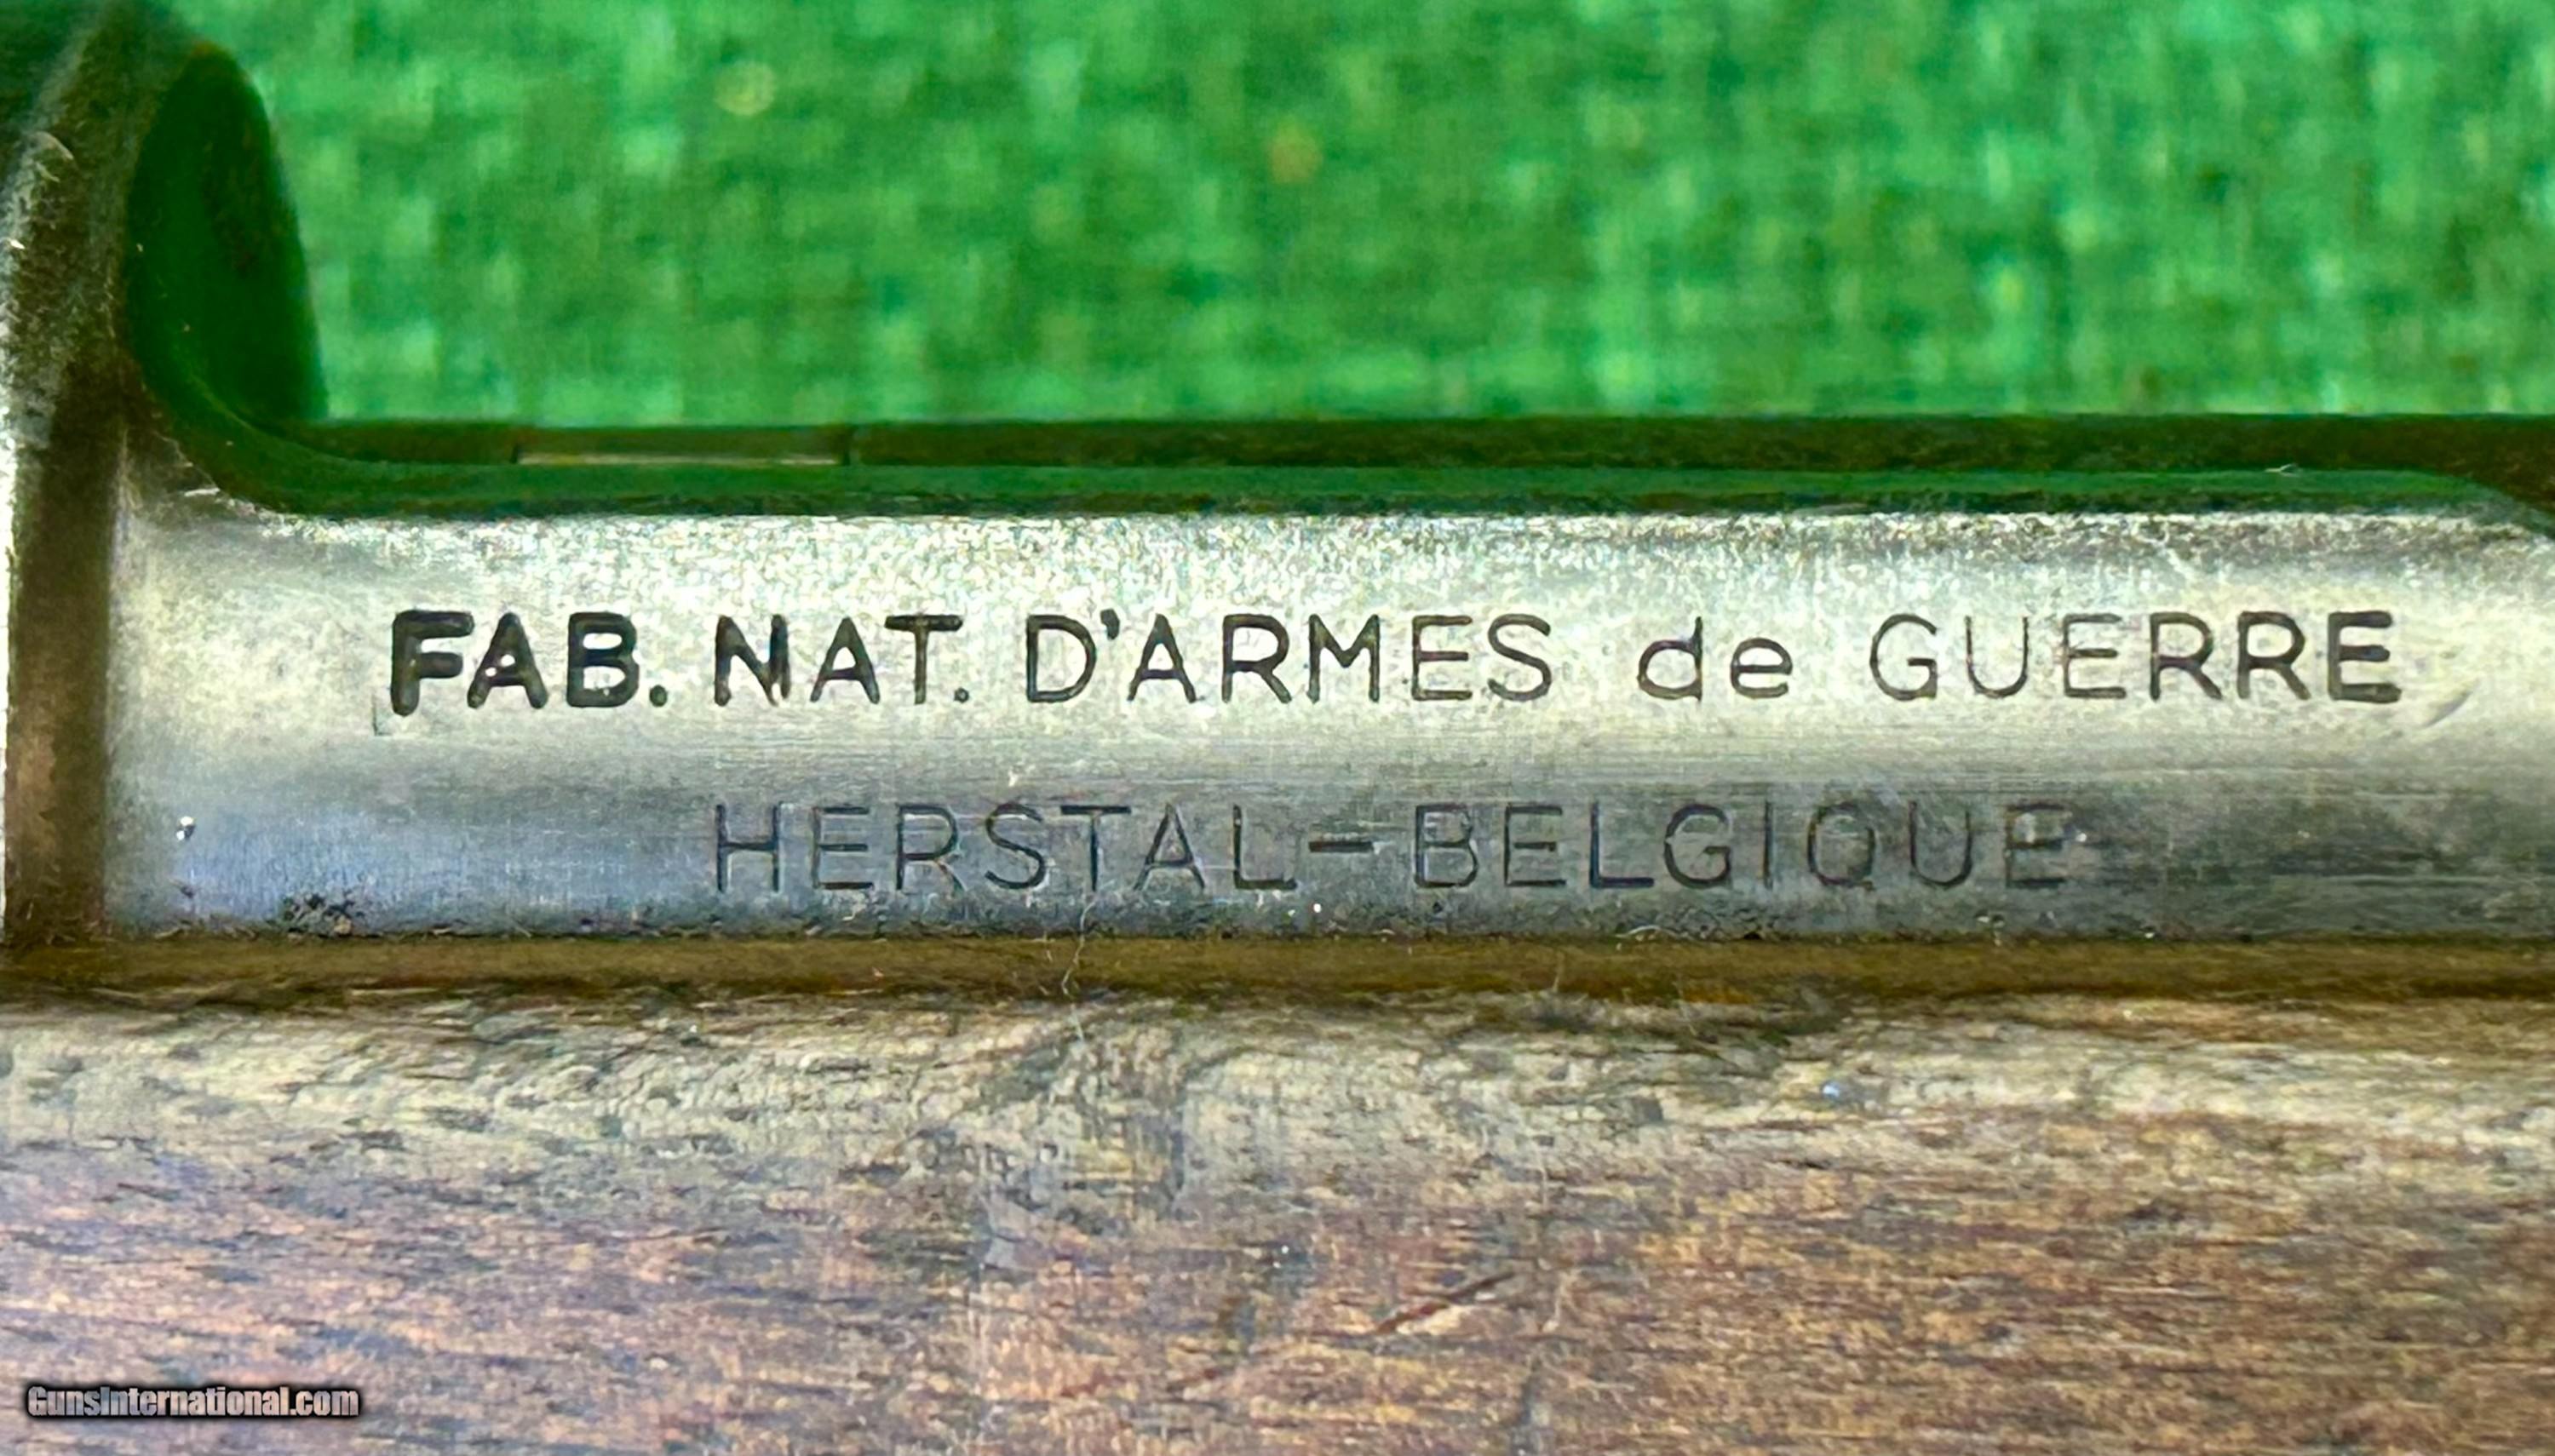 FAB. NAT. D'ARMES de GUERRE
HERSTAL-BELGIQUE
GunsInternational.com